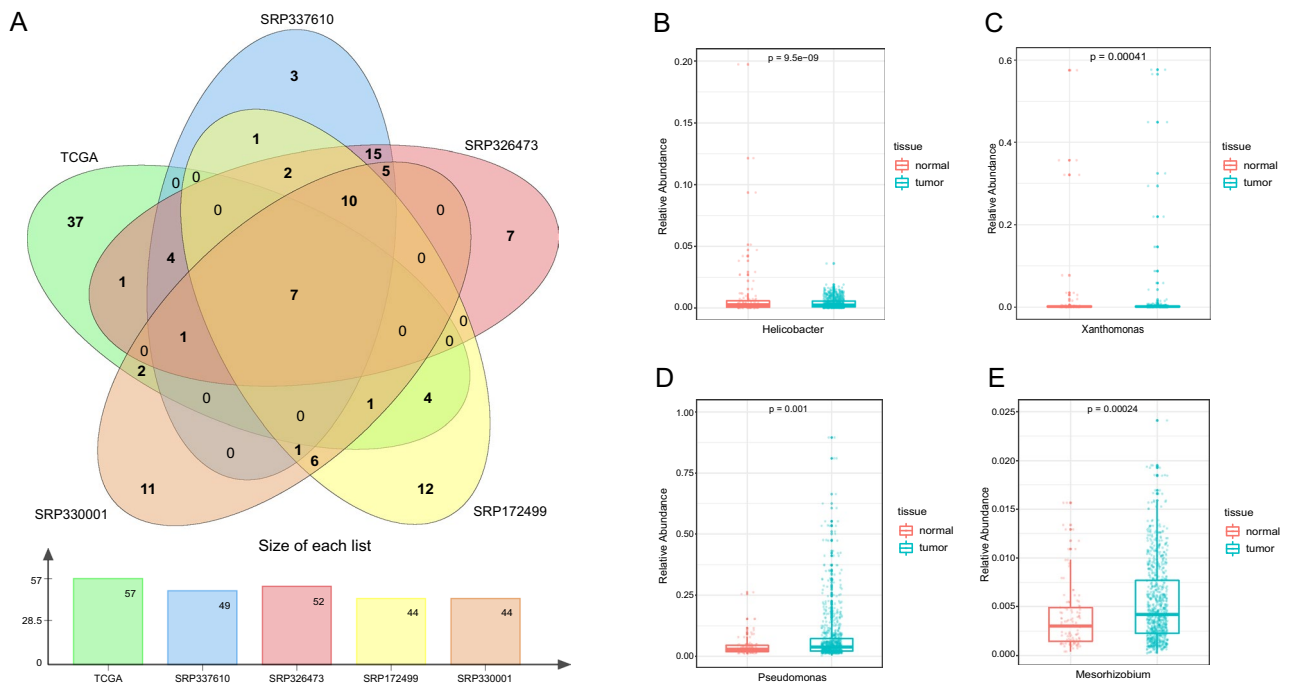 A
SRP337610
3
TCGA
SRP326473
1
15
5
2
0 0
10
0
0
37
7
4
0
1
7
1
0
0
0
0
2
0
0
1
4
0
1
6
11
12
SRP330001
SRP172499
Size of each list
57
28.5
0
57
49
52
44
44
TCGA SRP337610 SRP326473 SRP172499 SRP330001
B
p = 9.5e−09
Relative Abundance
0.20
0.15
0.10
0.05
0.00
Helicobacter
tissue
normal
tumor
C
p = 0.00041
Relative Abundance
0.6
0.4
0.2
0.0
Xanthomonas
tissue
normal
tumor
D
p = 0.001
Relative Abundance
1.00
0.75
0.50
0.25
0.00
Pseudomonas
tissue
normal
tumor
E
p = 0.00024
Relative Abundance
0.025
0.020
0.015
0.010
0.005
0.000
Mesorhizobium
tissue
normal
tumor